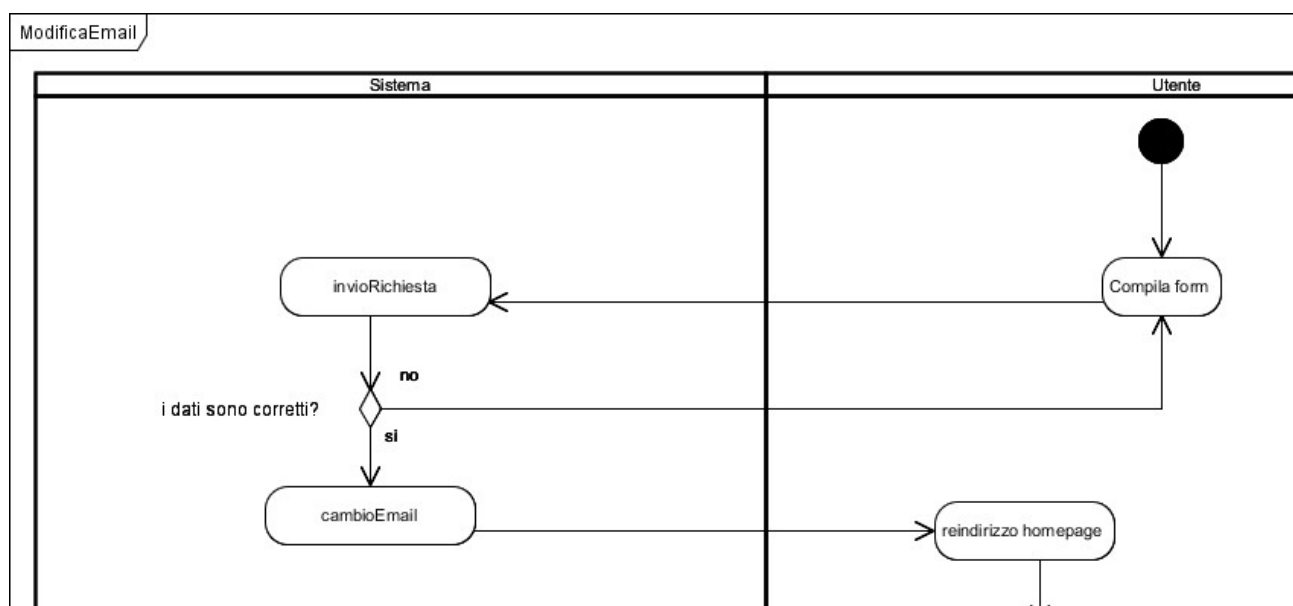 ModificaEmail
Sistema
Utente
invioRichiesta
Compila form
no
i dati sono corretti?
si
cambioEmail
reindirizzo homepage